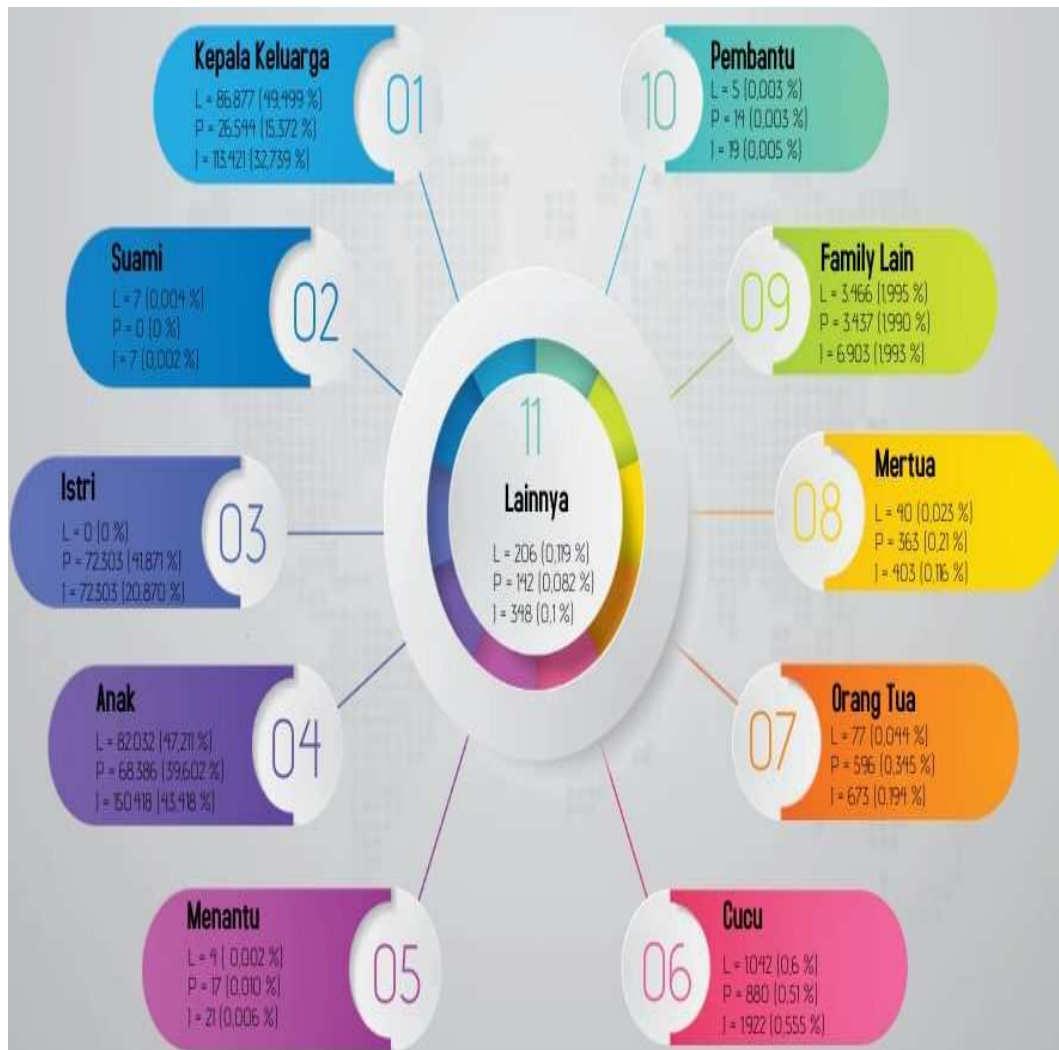 01
Kepala Keluarga
L = 86.877 (49,499 %)
P = 26.544 (15,372 %)
J = 113.421 (32,739 %)
02
Suami
L = 7 (0,004 %)
P = 0 (0 %)
J = 7 (0,002 %)
03
Istri
L = 0 (0 %)
P = 72.303 (41,871 %)
J = 72.303 (20,870 %)
04
Anak
L = 82.032 (47,211 %)
P = 68.386 (39,602 %)
J = 150.418 (43,418 %)
05
Menantu
L = 4 ( 0,002 %)
P = 17 (0,010 %)
J = 21 (0,006 %)
06
Cucu
L = 1.042 (0,6 %)
P = 880 (0,51 %)
J = 1.922 (0,555 %)
07
Orang Tua
L = 77 (0,044 %)
P = 596 (0,345 %)
J = 673 (0,194 %)
08
Mertua
L = 40 (0,023 %)
P = 363 (0,21 %)
J = 403 (0,116 %)
09
Family Lain
L = 3.466 (1,995 %)
P = 3.437 (1,990 %)
J = 6.903 (1,993 %)
10
Pembantu
L = 5 (0,003 %)
P = 14 (0,003 %)
J = 19 (0,005 %)
11
Lainnya
L = 206 (0,119 %)
P = 142 (0,082 %)
J = 348 (0,1 %)